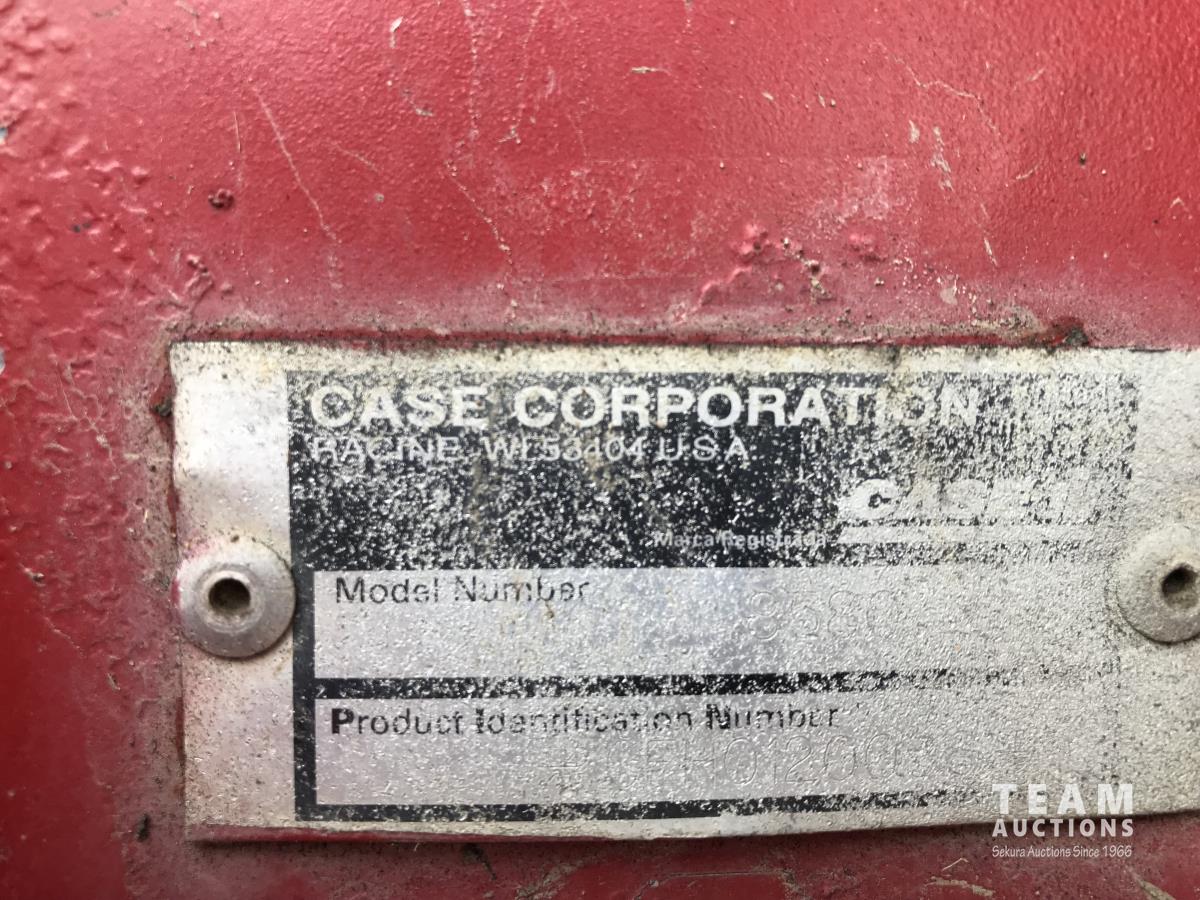 CASE CORPORATION
RACINE WI 53404 U.S.A.
CASE
Marca Registrada
Model Number
8580
Product Identification Number
TEAM
AUCTIONS
Sekura Auctions Since 1966